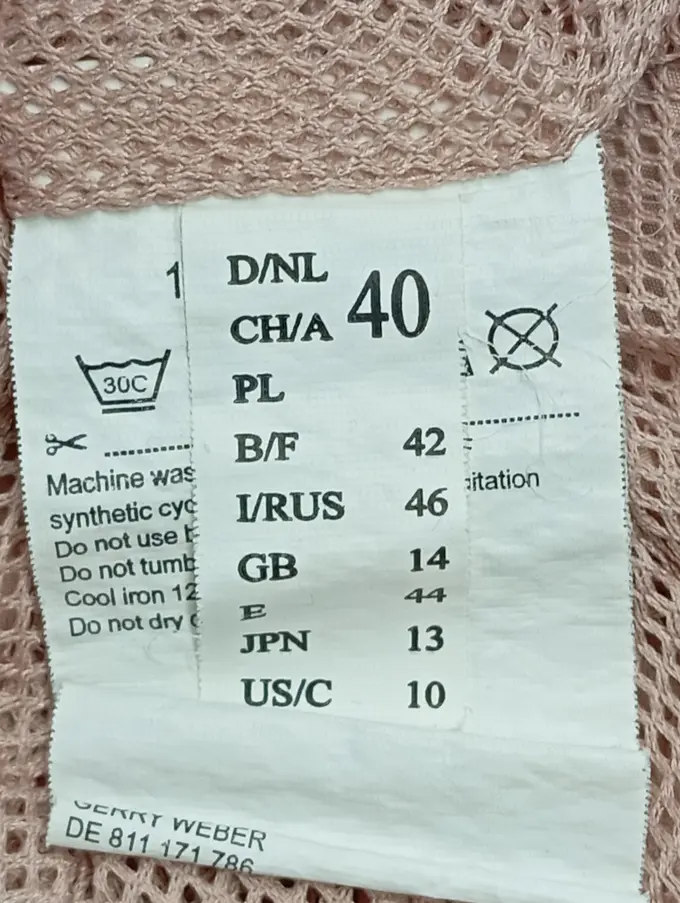 1
D/NL
CH/A 40
PL
B/F 42
I/RUS 46
GB 14
E 44
JPN 13
US/C 10
30C
Machine was
synthetic cyc
Do not use
Do not tumb
Cool iron 12
Do not dry
itation
GERRY WEBER
DE 811 171 786